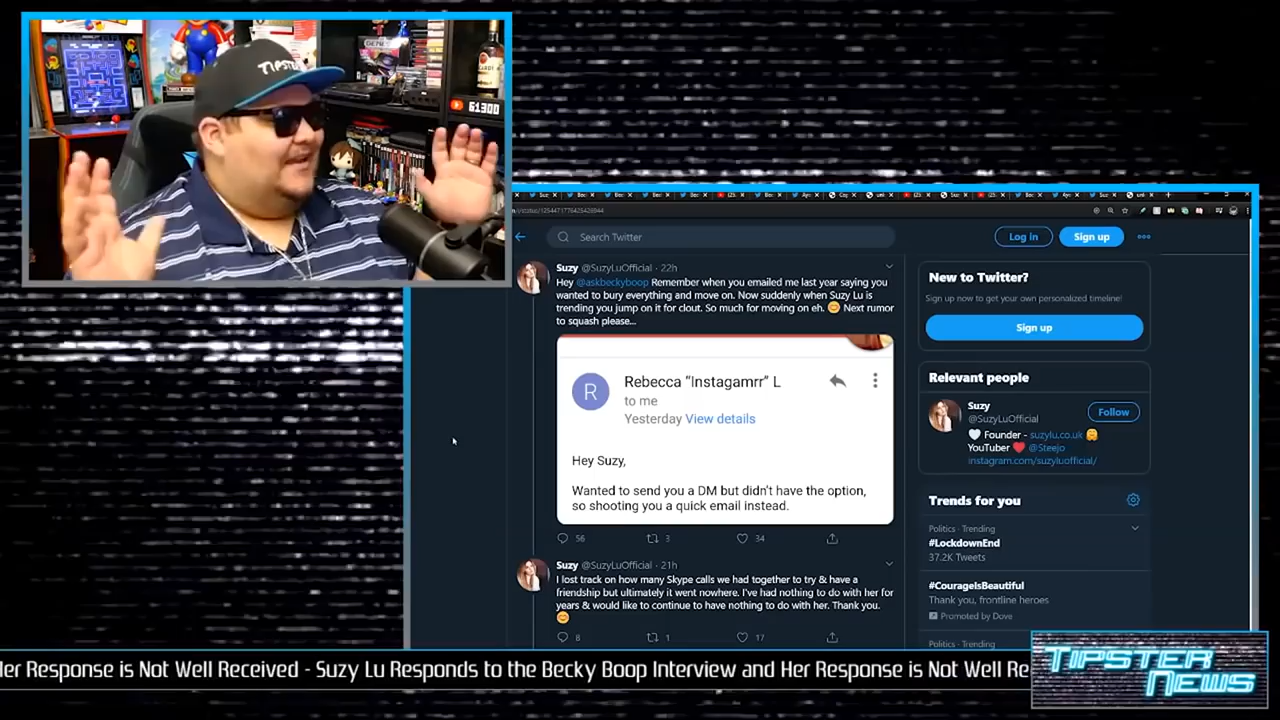 TIPSTER
61300
Search Twitter
Log in
Sign up
Suzy @SuzyLuOfficial · 22h
Hey @askbeckyboop Remember when you emailed me last year saying you
wanted to bury everything and move on. Now suddenly when Suzy Lu is
trending you jump on it for clout. So much for moving on eh. 😊 Next rumor
to squash please...
Rebecca “Instagamrr” L
R
to me
Yesterday View details
Hey Suzy,
Wanted to send you a DM but didn't have the option,
so shooting you a quick email instead.
56 3 34
Suzy @SuzyLuOfficial · 21h
I lost track on how many Skype calls we had together to try & have a
friendship but ultimately it went nowhere. I've had nothing to do with her for
years & would like to continue to have nothing to do with her. Thank you.
😊
8 1 17
New to Twitter?
Sign up now to get your own personalized timeline!
Sign up
Relevant people
Suzy
@SuzyLuOfficial
Follow
🤍 Founder - suzylu.co.uk
YouTuber ❤️ @Steejo
instagram.com/suzyluofficial/
Trends for you
Politics · Trending
#LockdownEnd
37.2K Tweets
#CourageIsBeautiful
Thank you, frontline heroes
Promoted by Dove
Politics · Trending
er Response is Not Well Received - Suzy Lu Responds to the Becky Boop Interview and Her Response is Not Well Re
TIPSTER
NEWS